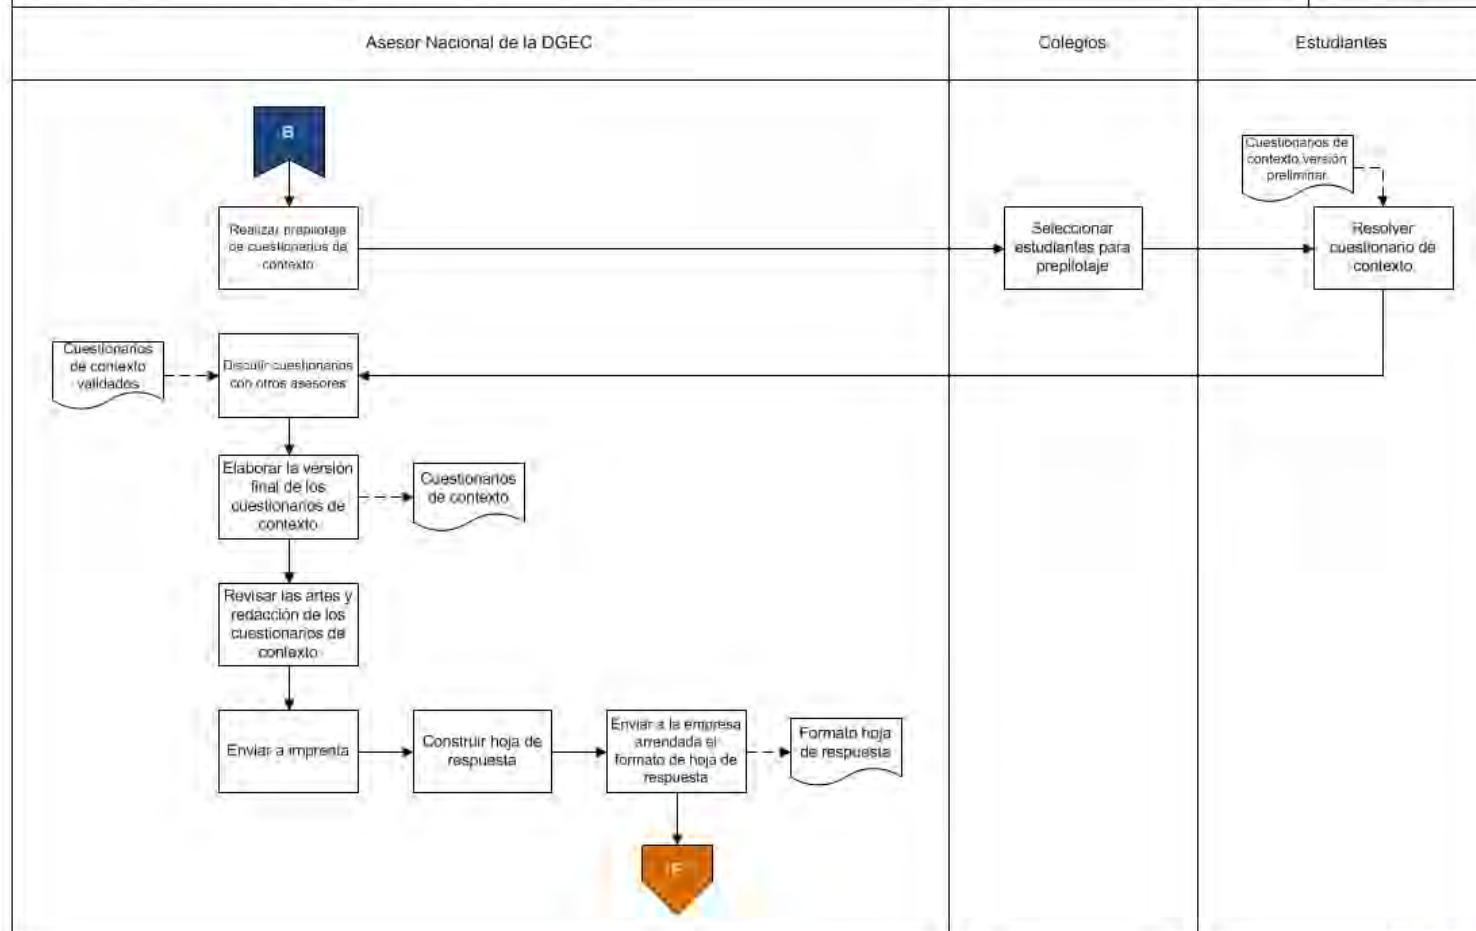 Asesor Nacional de la DGEC
Colegios
Estudiantes
B
Cuestionarios de
contexto versión
preliminar
Realizar prepilotaje
de cuestionarios de
contexto
Seleccionar
estudiantes para
prepilotaje
Resolver
cuestionario de
contexto
Cuestionarios
de contexto
validados
Discutir cuestionarios
con otros asesores
Elaborar la versión
final de los
cuestionarios de
contexto
Cuestionarios
de contexto
Revisar las artes y
redacción de los
cuestionarios de
contexto
Enviar a imprenta
Construir hoja de
respuesta
Enviar a la empresa
arrendada el
formato de hoja de
respuesta
Formato hoja
de respuesta